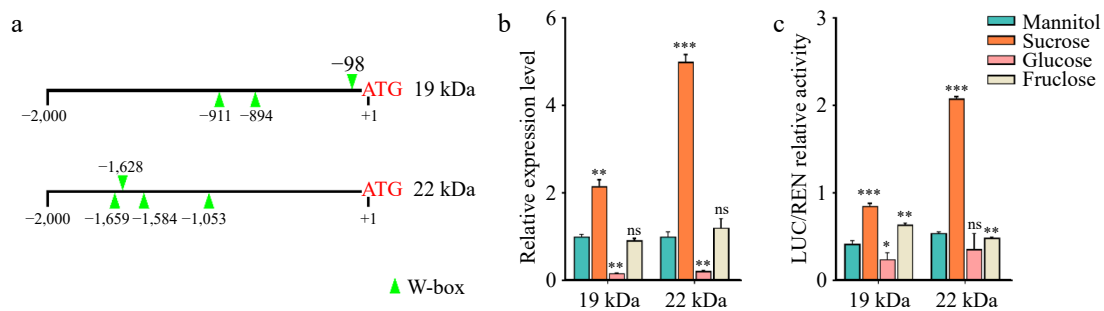 a
−98
ATG 19 kDa
−2,000 −911 −894 +1
−1,628
ATG 22 kDa
−2,000 −1,659 −1,584 −1,053 +1
W-box
b
Relative expression level
6
4
2
0
** ** ns
*** ** ns
19 kDa 22 kDa
c
LUC/REN relative activity
3
2
1
0
*** * **
*** ns **
19 kDa 22 kDa
Mannitol
Sucrose
Glucose
Fruclose